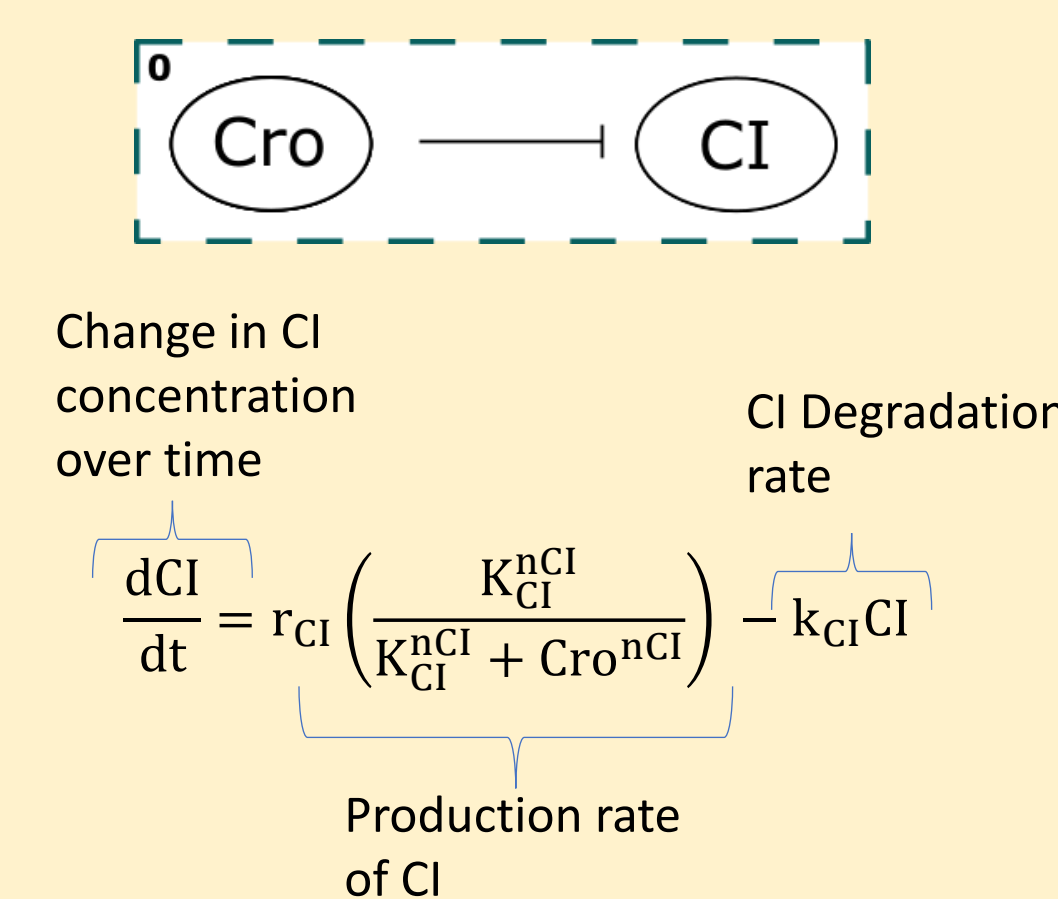 0
Cro
CI
Change in CI
concentration
over time
CI Degradation
rate
dCI/dt = r_CI (K_CI^nCI / (K_CI^nCI + Cro^nCI)) − k_CI CI
Production rate
of CI